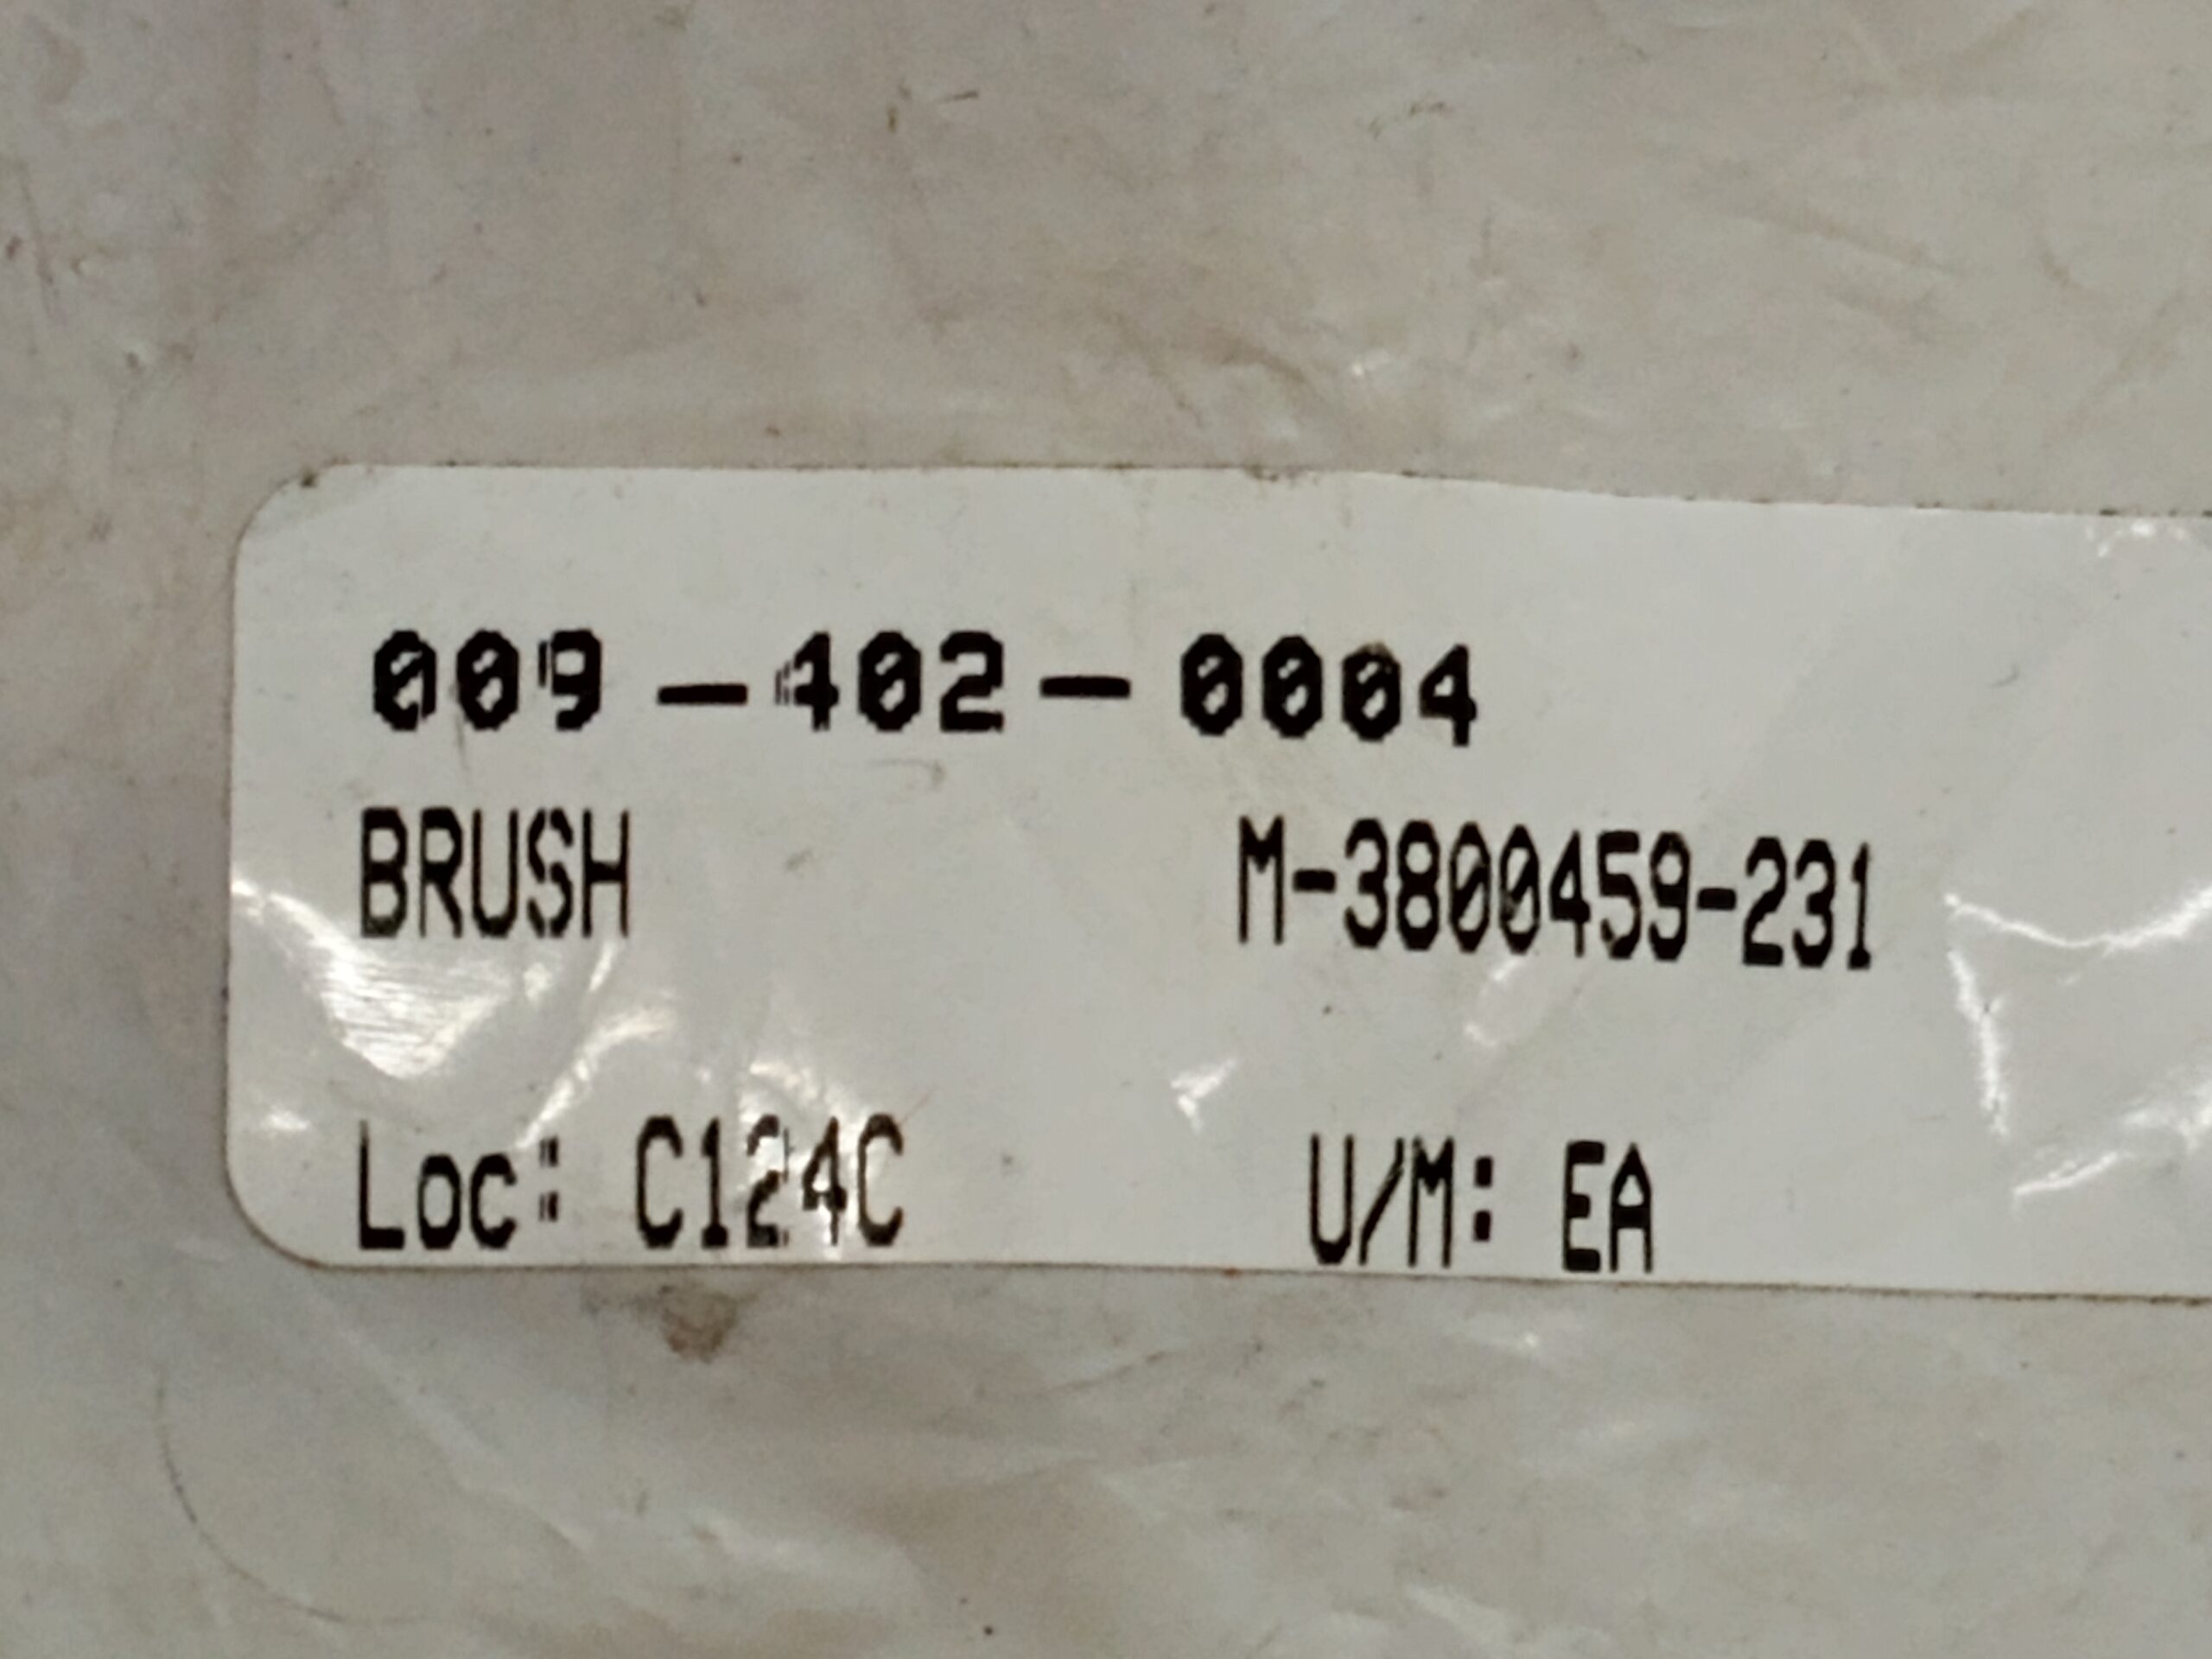 009-402-0004
BRUSH M-3800459-231
Loc: C124C U/M: EA